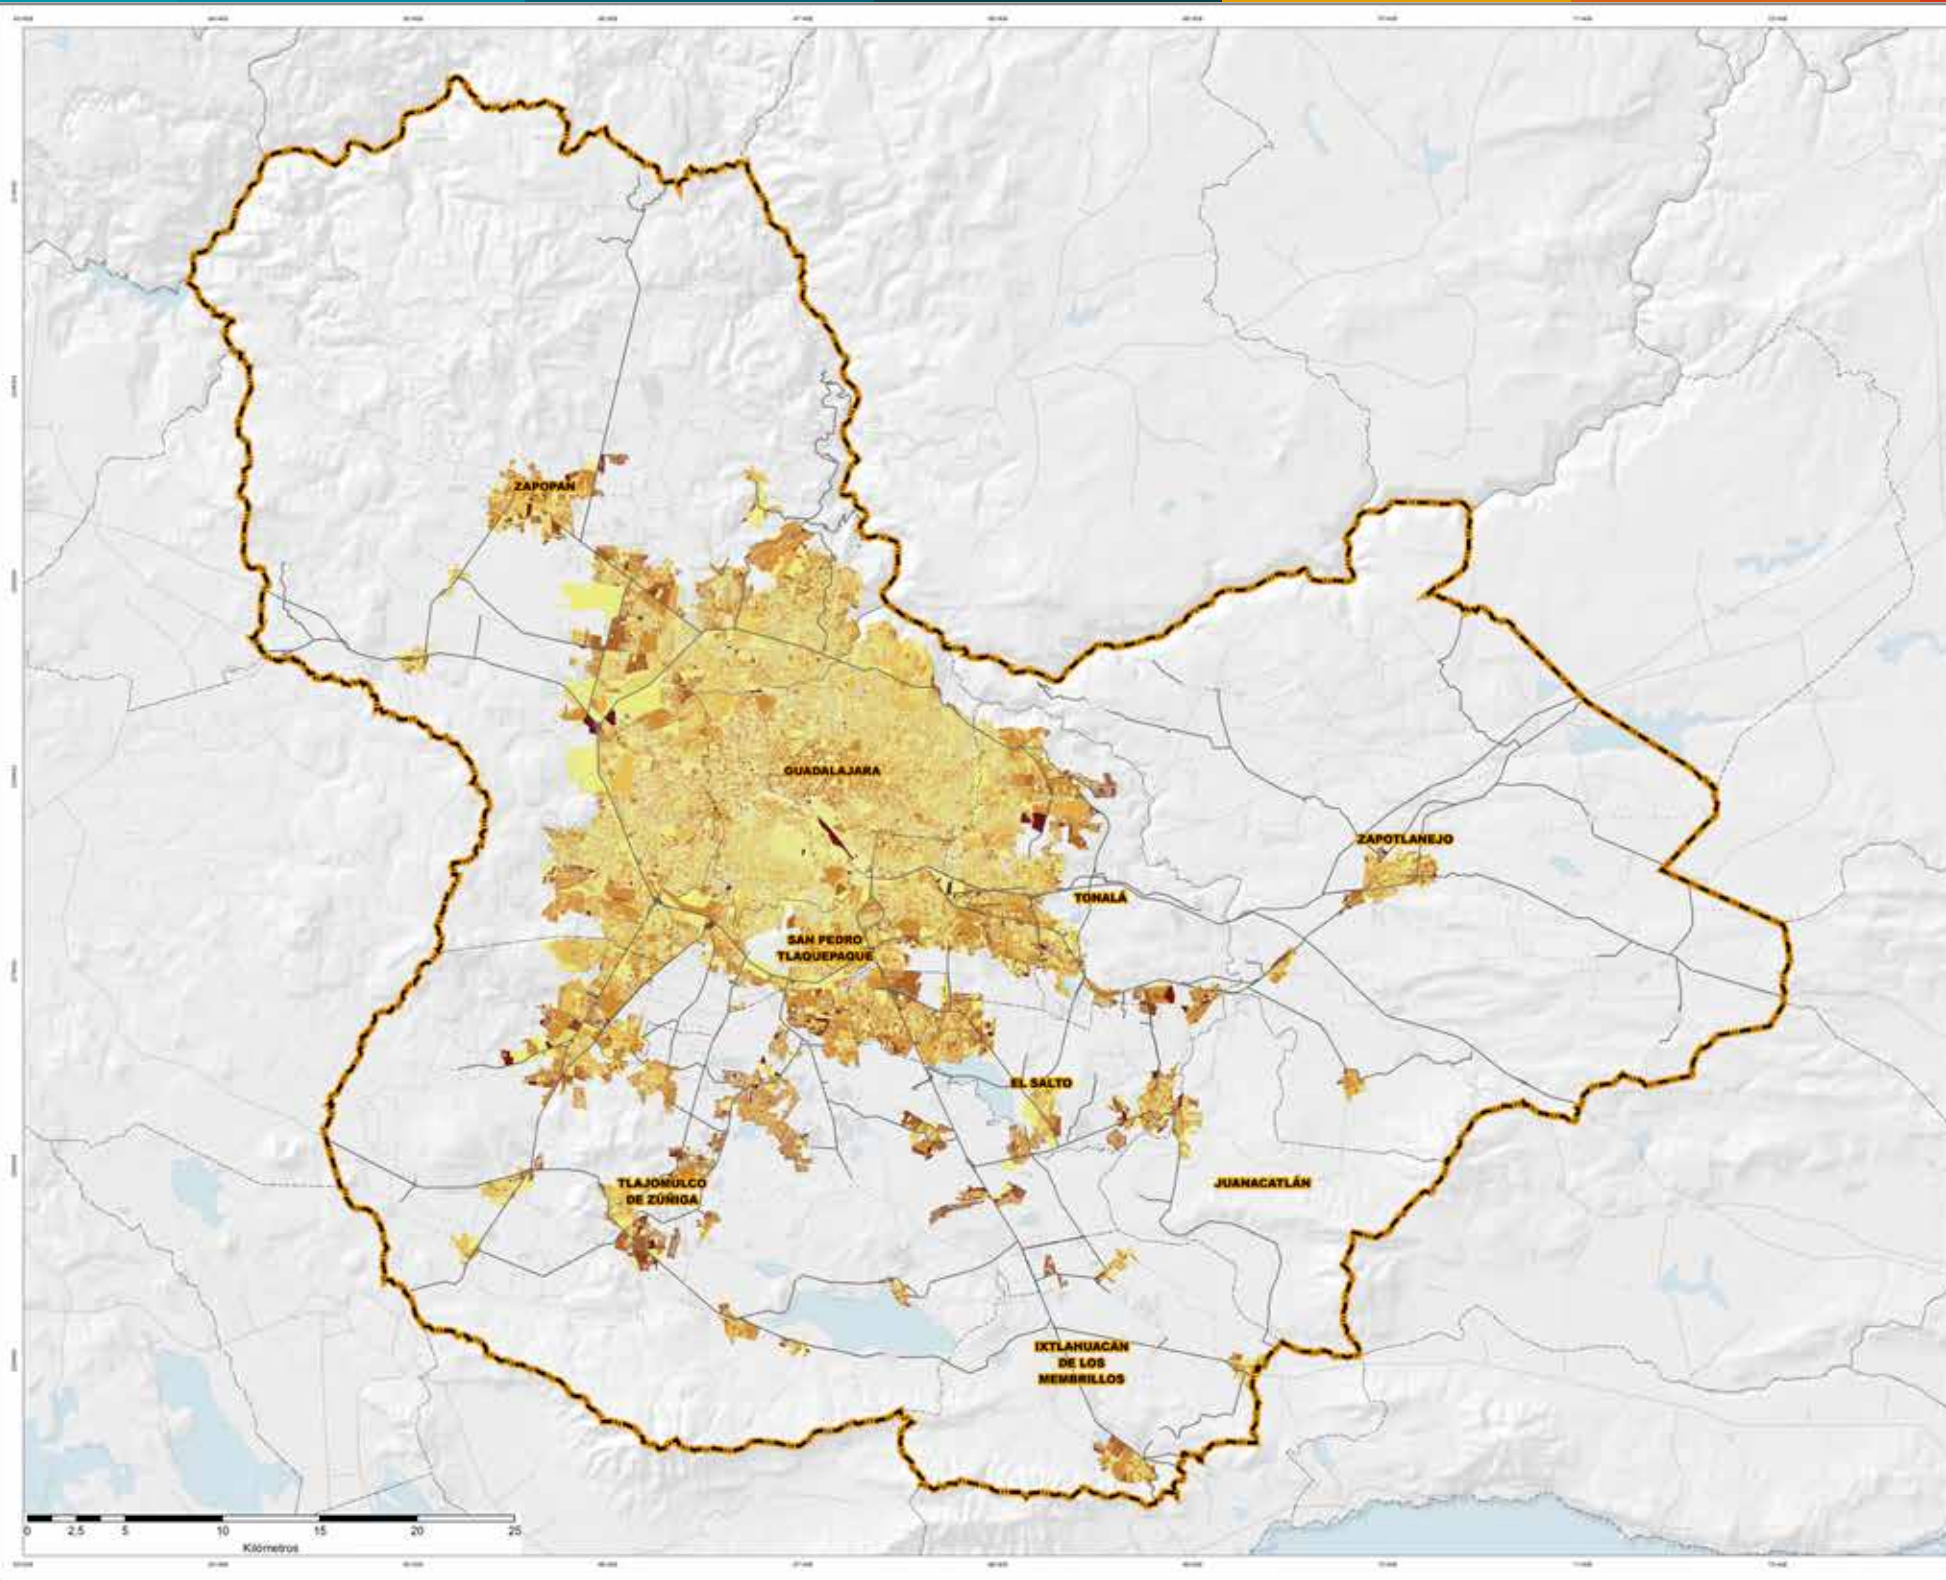 ZAPOPAN
GUADALAJARA
ZAPOTLANEJO
TONALÁ
SAN PEDRO
TLAQUEPAQUE
EL SALTO
TLAJOMULCO
DE ZÚÑIGA
JUANACATLÁN
IXTLAHUACÁN
DE LOS
MEMBRILLOS
0 2,5 5 10 15 20 25
Kilómetros